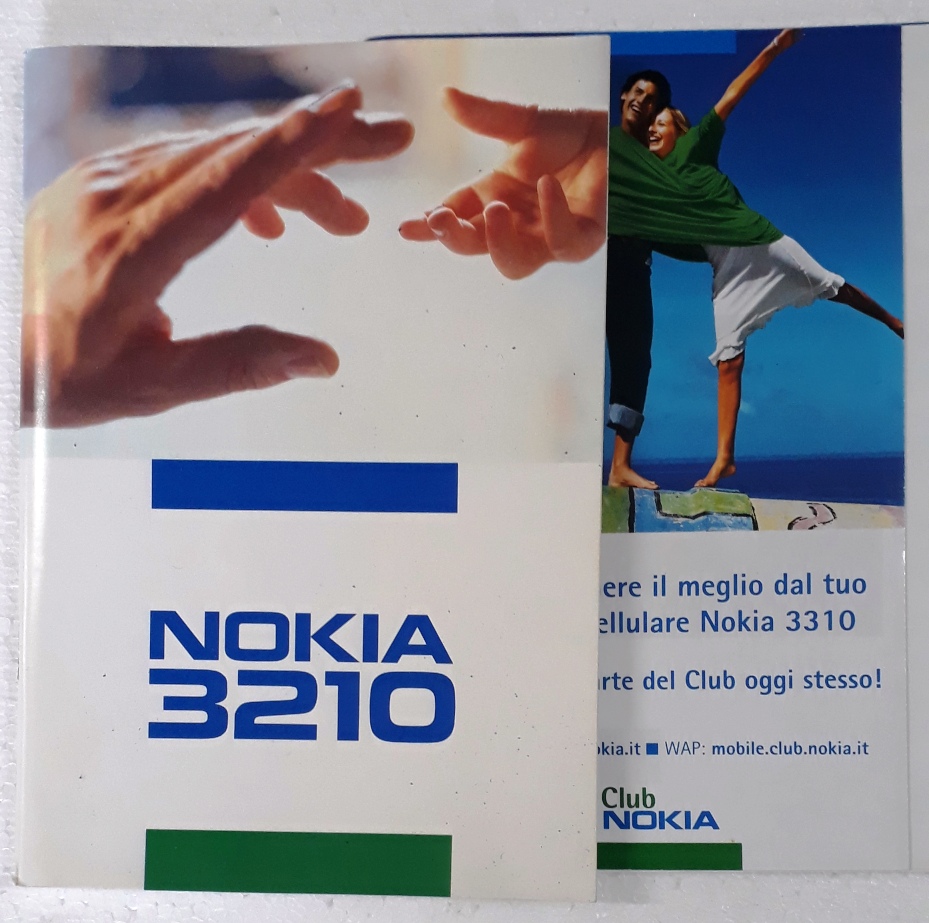 NOKIA
3210
ere il meglio dal tuo
ellulare Nokia 3310
rte del Club oggi stesso!
kia.it ■ WAP: mobile.club.nokia.it
Club
NOKIA